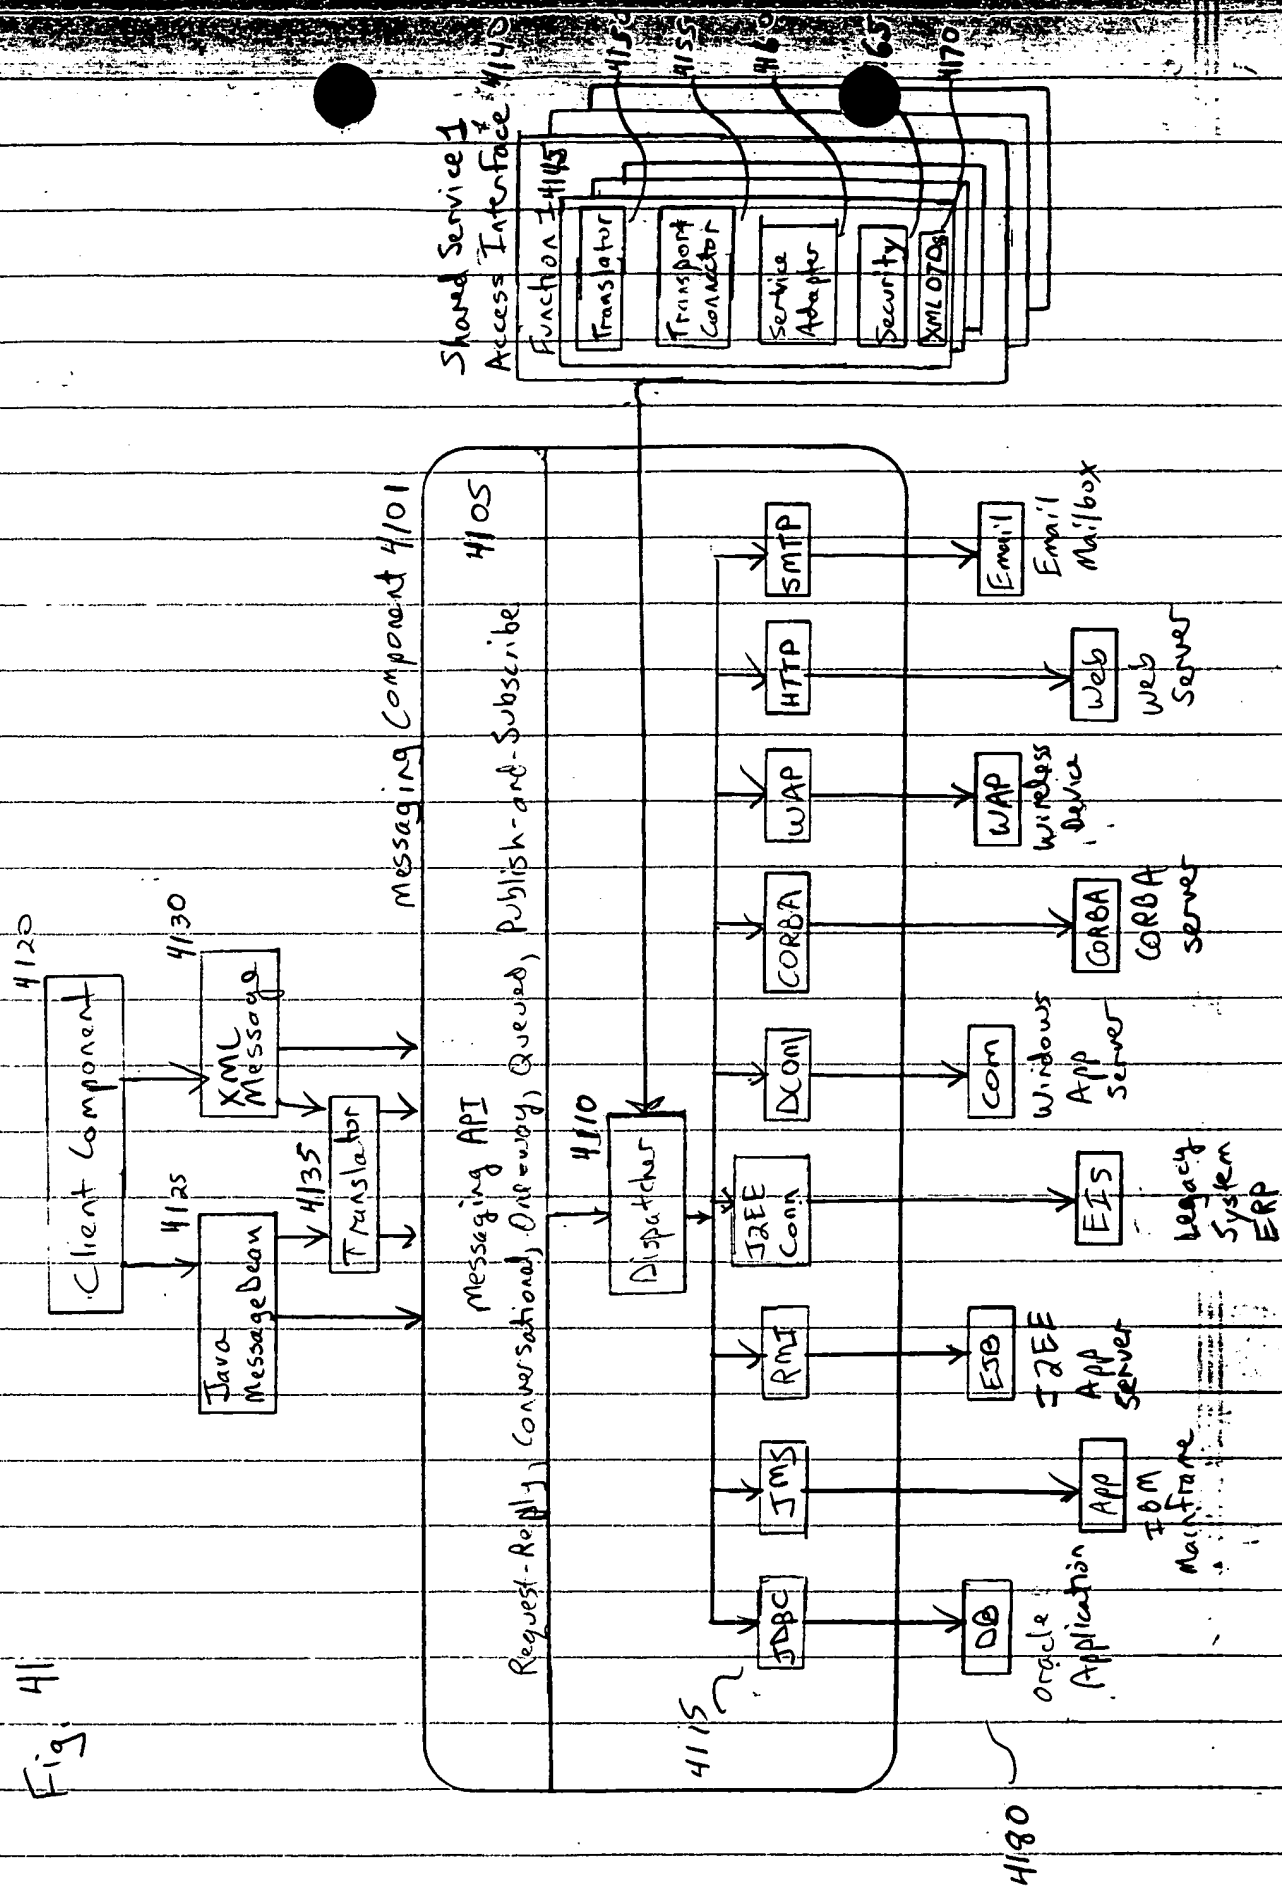 Fig. 41
4120
Client Component
4125
4130
Java
MessageBean
XML
Message
4135
Translator
Messaging Component 4101
Messaging API
4105
Request-Reply, Conversational, One-way, Queued, Publish-and-Subscribe
4110
Dispatcher
4115
JDBC
JMS
RMI
J2EE
Conn
DCOM
CORBA
WAP
HTTP
SMTP
DB
Oracle
Application
App
IBM
Mainframe
EJB
J2EE
App
Server
EIS
Legacy
System
ERP
COM
Windows
App
Server
CORBA
CORBA
Server
WAP
Wireless
Device
Web
Web
Server
Email
Email
Mailbox
4180
Shared Service 1
Access Interface 4140
Function 1 4145
Translator
Transport
Connector
Service
Adapter
Security
XML DTDs
4150
4155
4160
165
4170